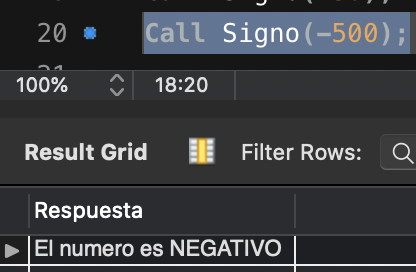 20 Call Signo(-500);
100% 18:20
Result Grid Filter Rows:
Respuesta
El numero es NEGATIVO